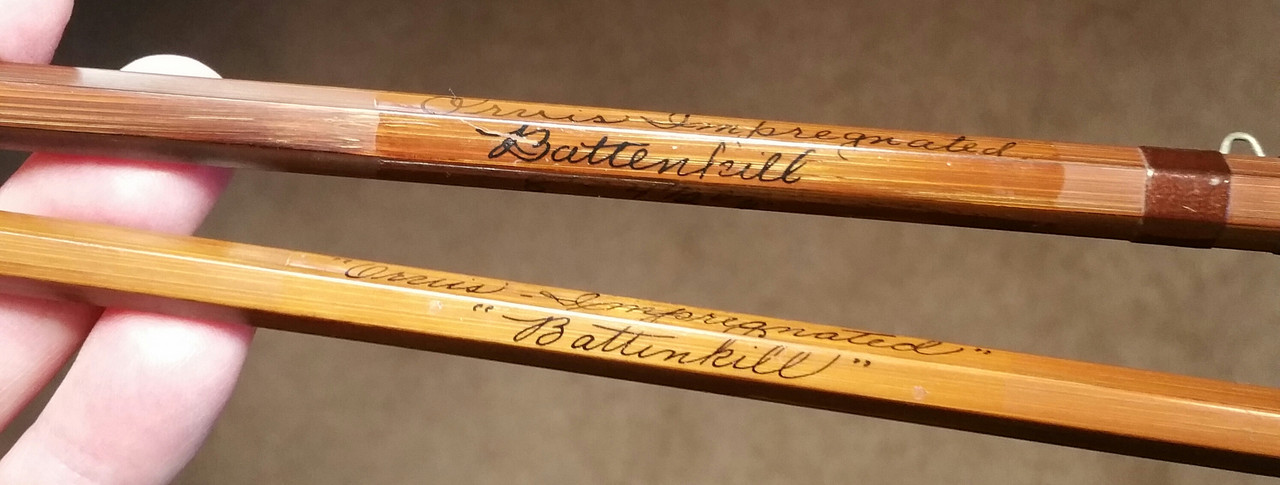 Orvis Impregnated
Battenkill
"Orvis - Impregnated"
"Battenkill"